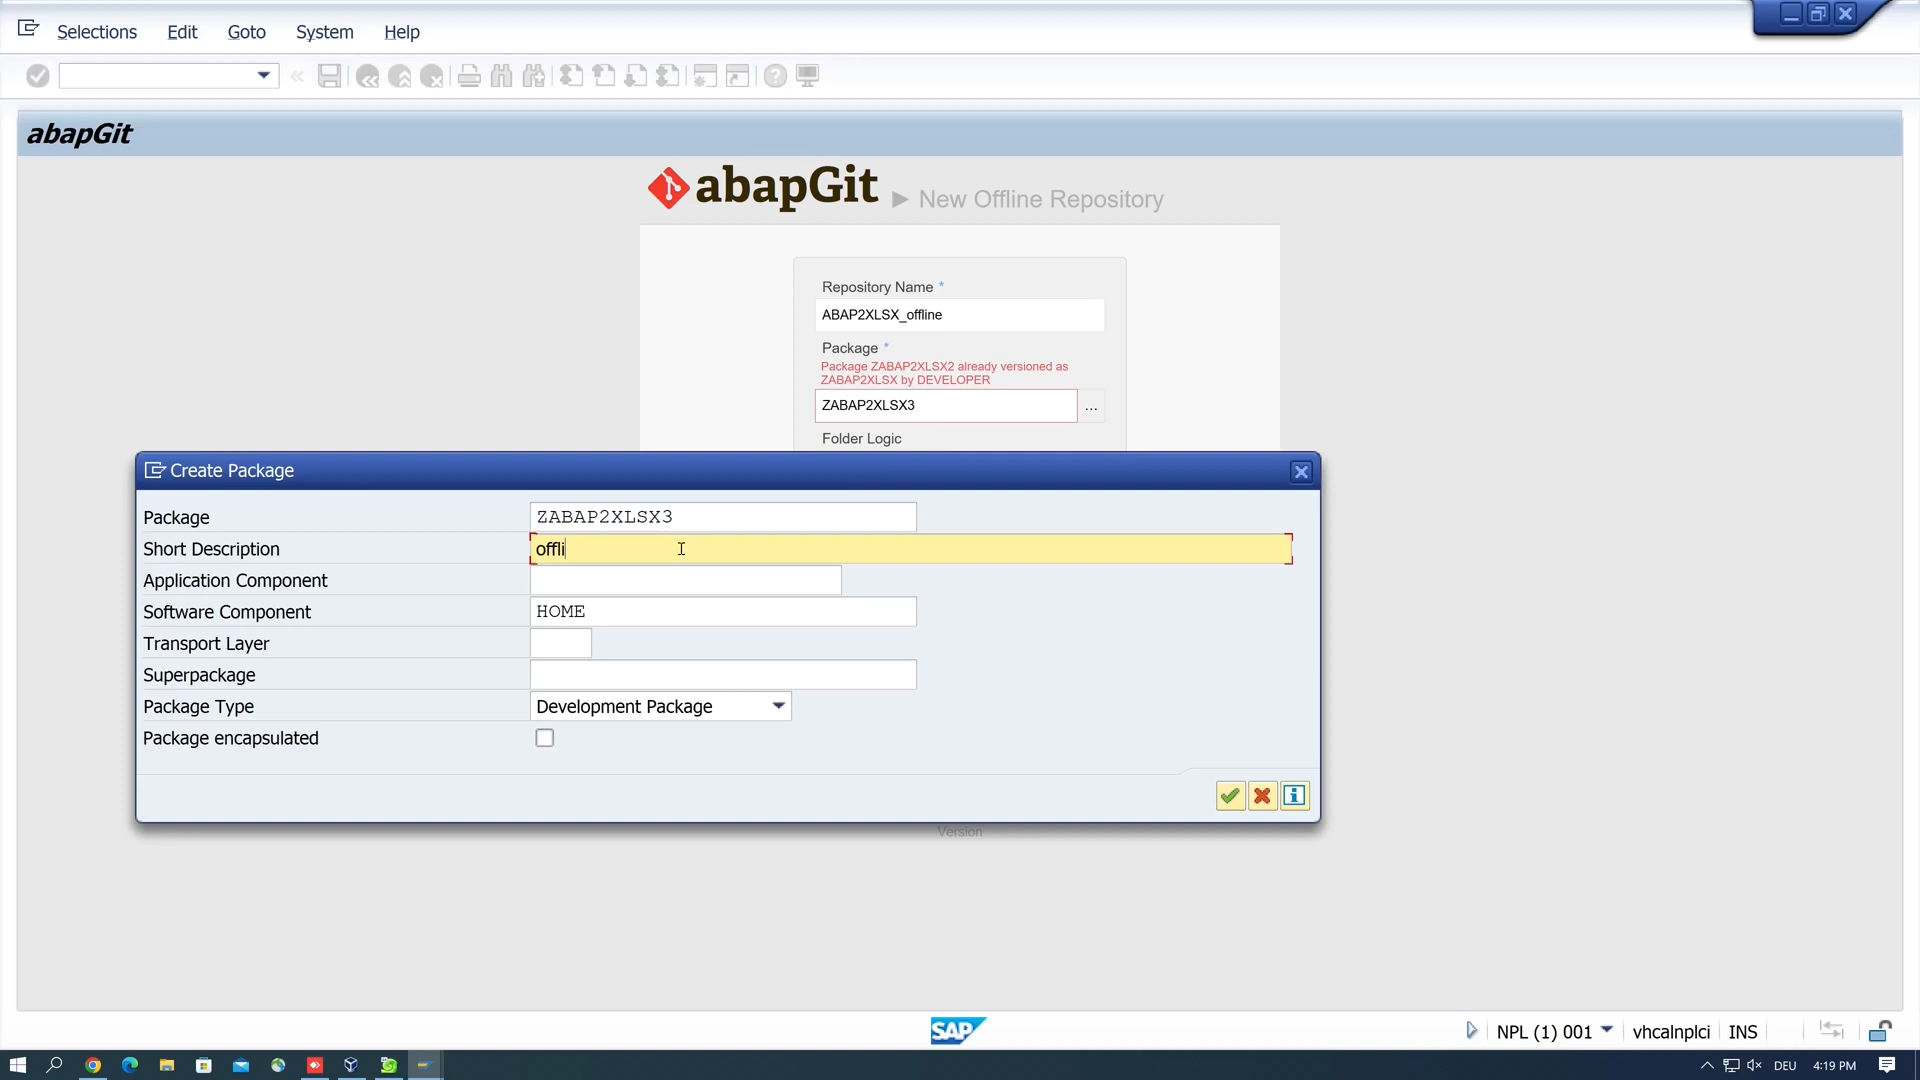 Selections Edit Goto System Help
abapGit
abapGit ► New Offline Repository
Repository Name *
ABAP2XLSX_offline
Package *
Package ZABAP2XLSX2 already versioned as
ZABAP2XLSX by DEVELOPER
ZABAP2XLSX3 ...
Folder Logic
Create Package
Package ZABAP2XLSX3
Short Description offli
Application Component
Software Component HOME
Transport Layer
Superpackage
Package Type Development Package
Package encapsulated
Version
SAP NPL (1) 001 vhcalnplci INS
DEU 4:19 PM